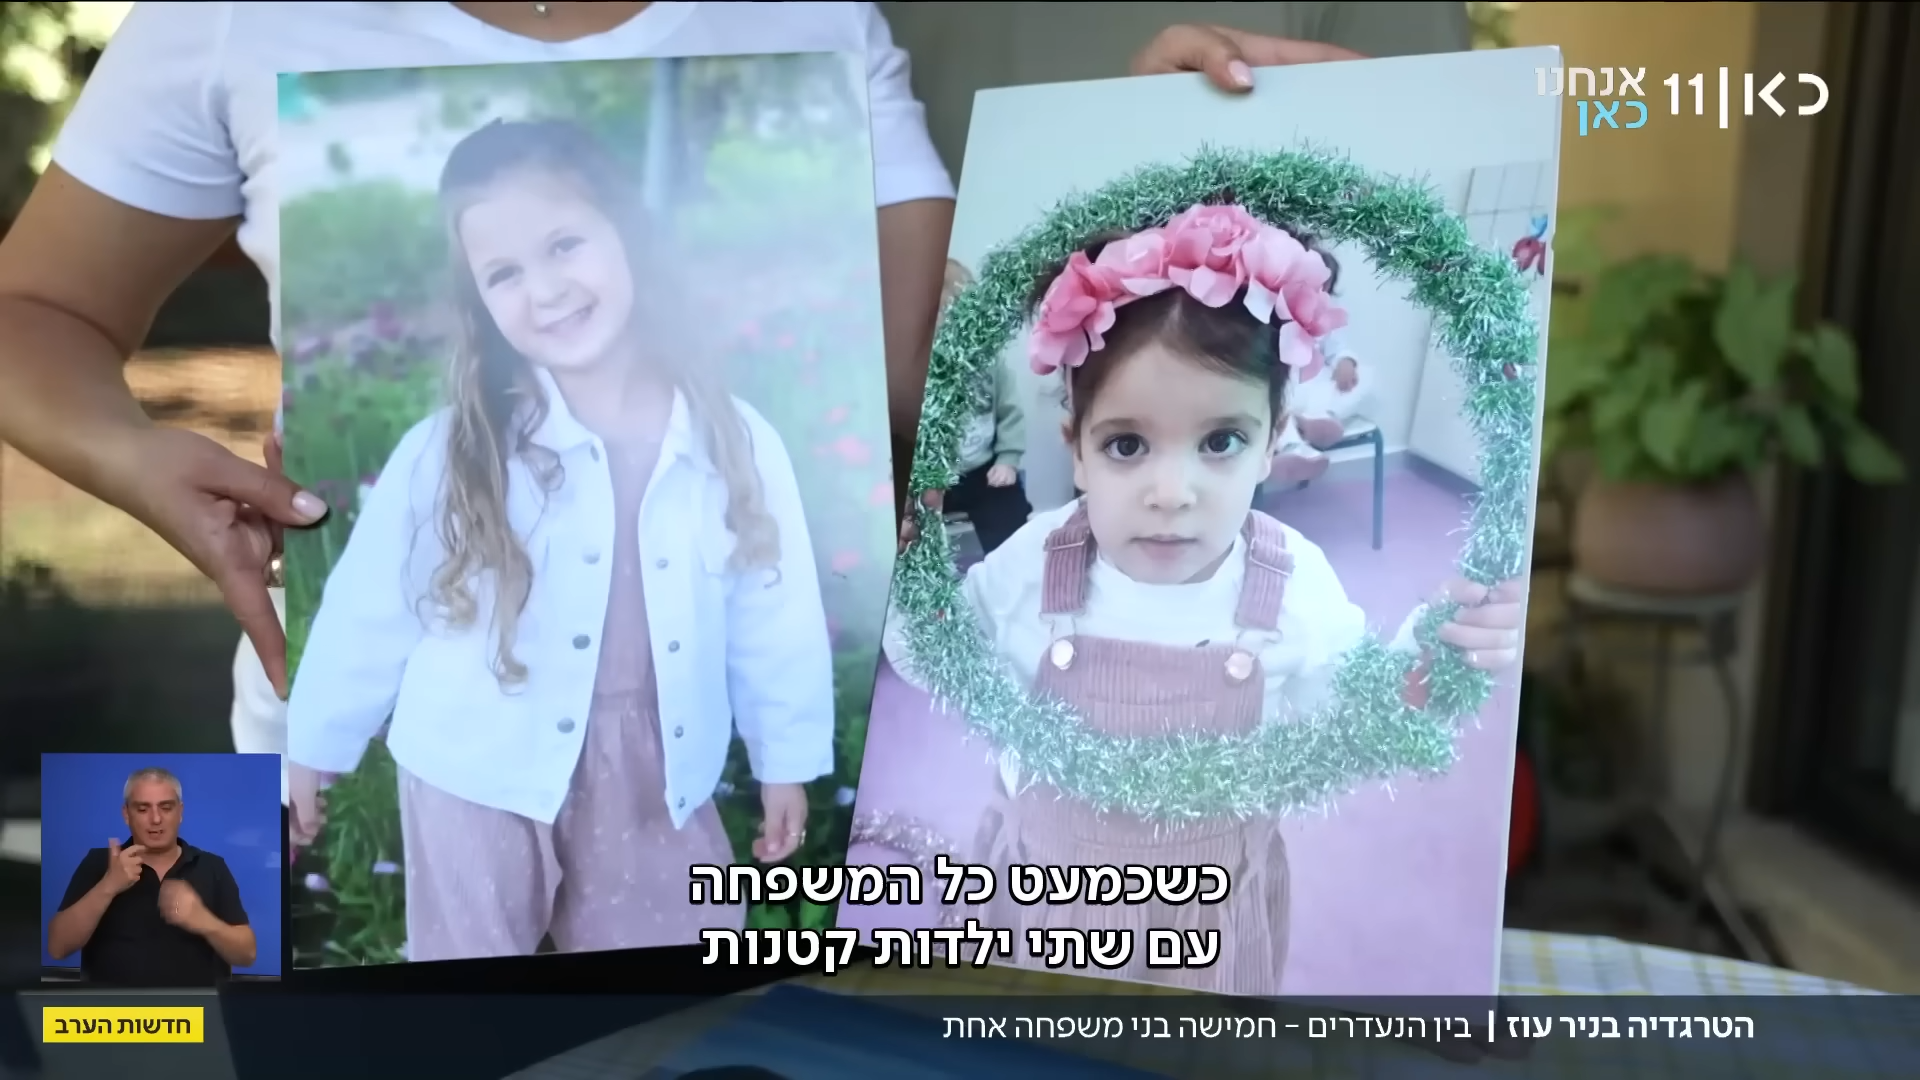 אנחנו
כאן
כאן | 11
כשכמעט כל המשפחה
עם שתי ילדות קטנות
הטרגדיה בניר עוז | בין הנעדרים - חמישה בני משפחה אחת
חדשות הערב